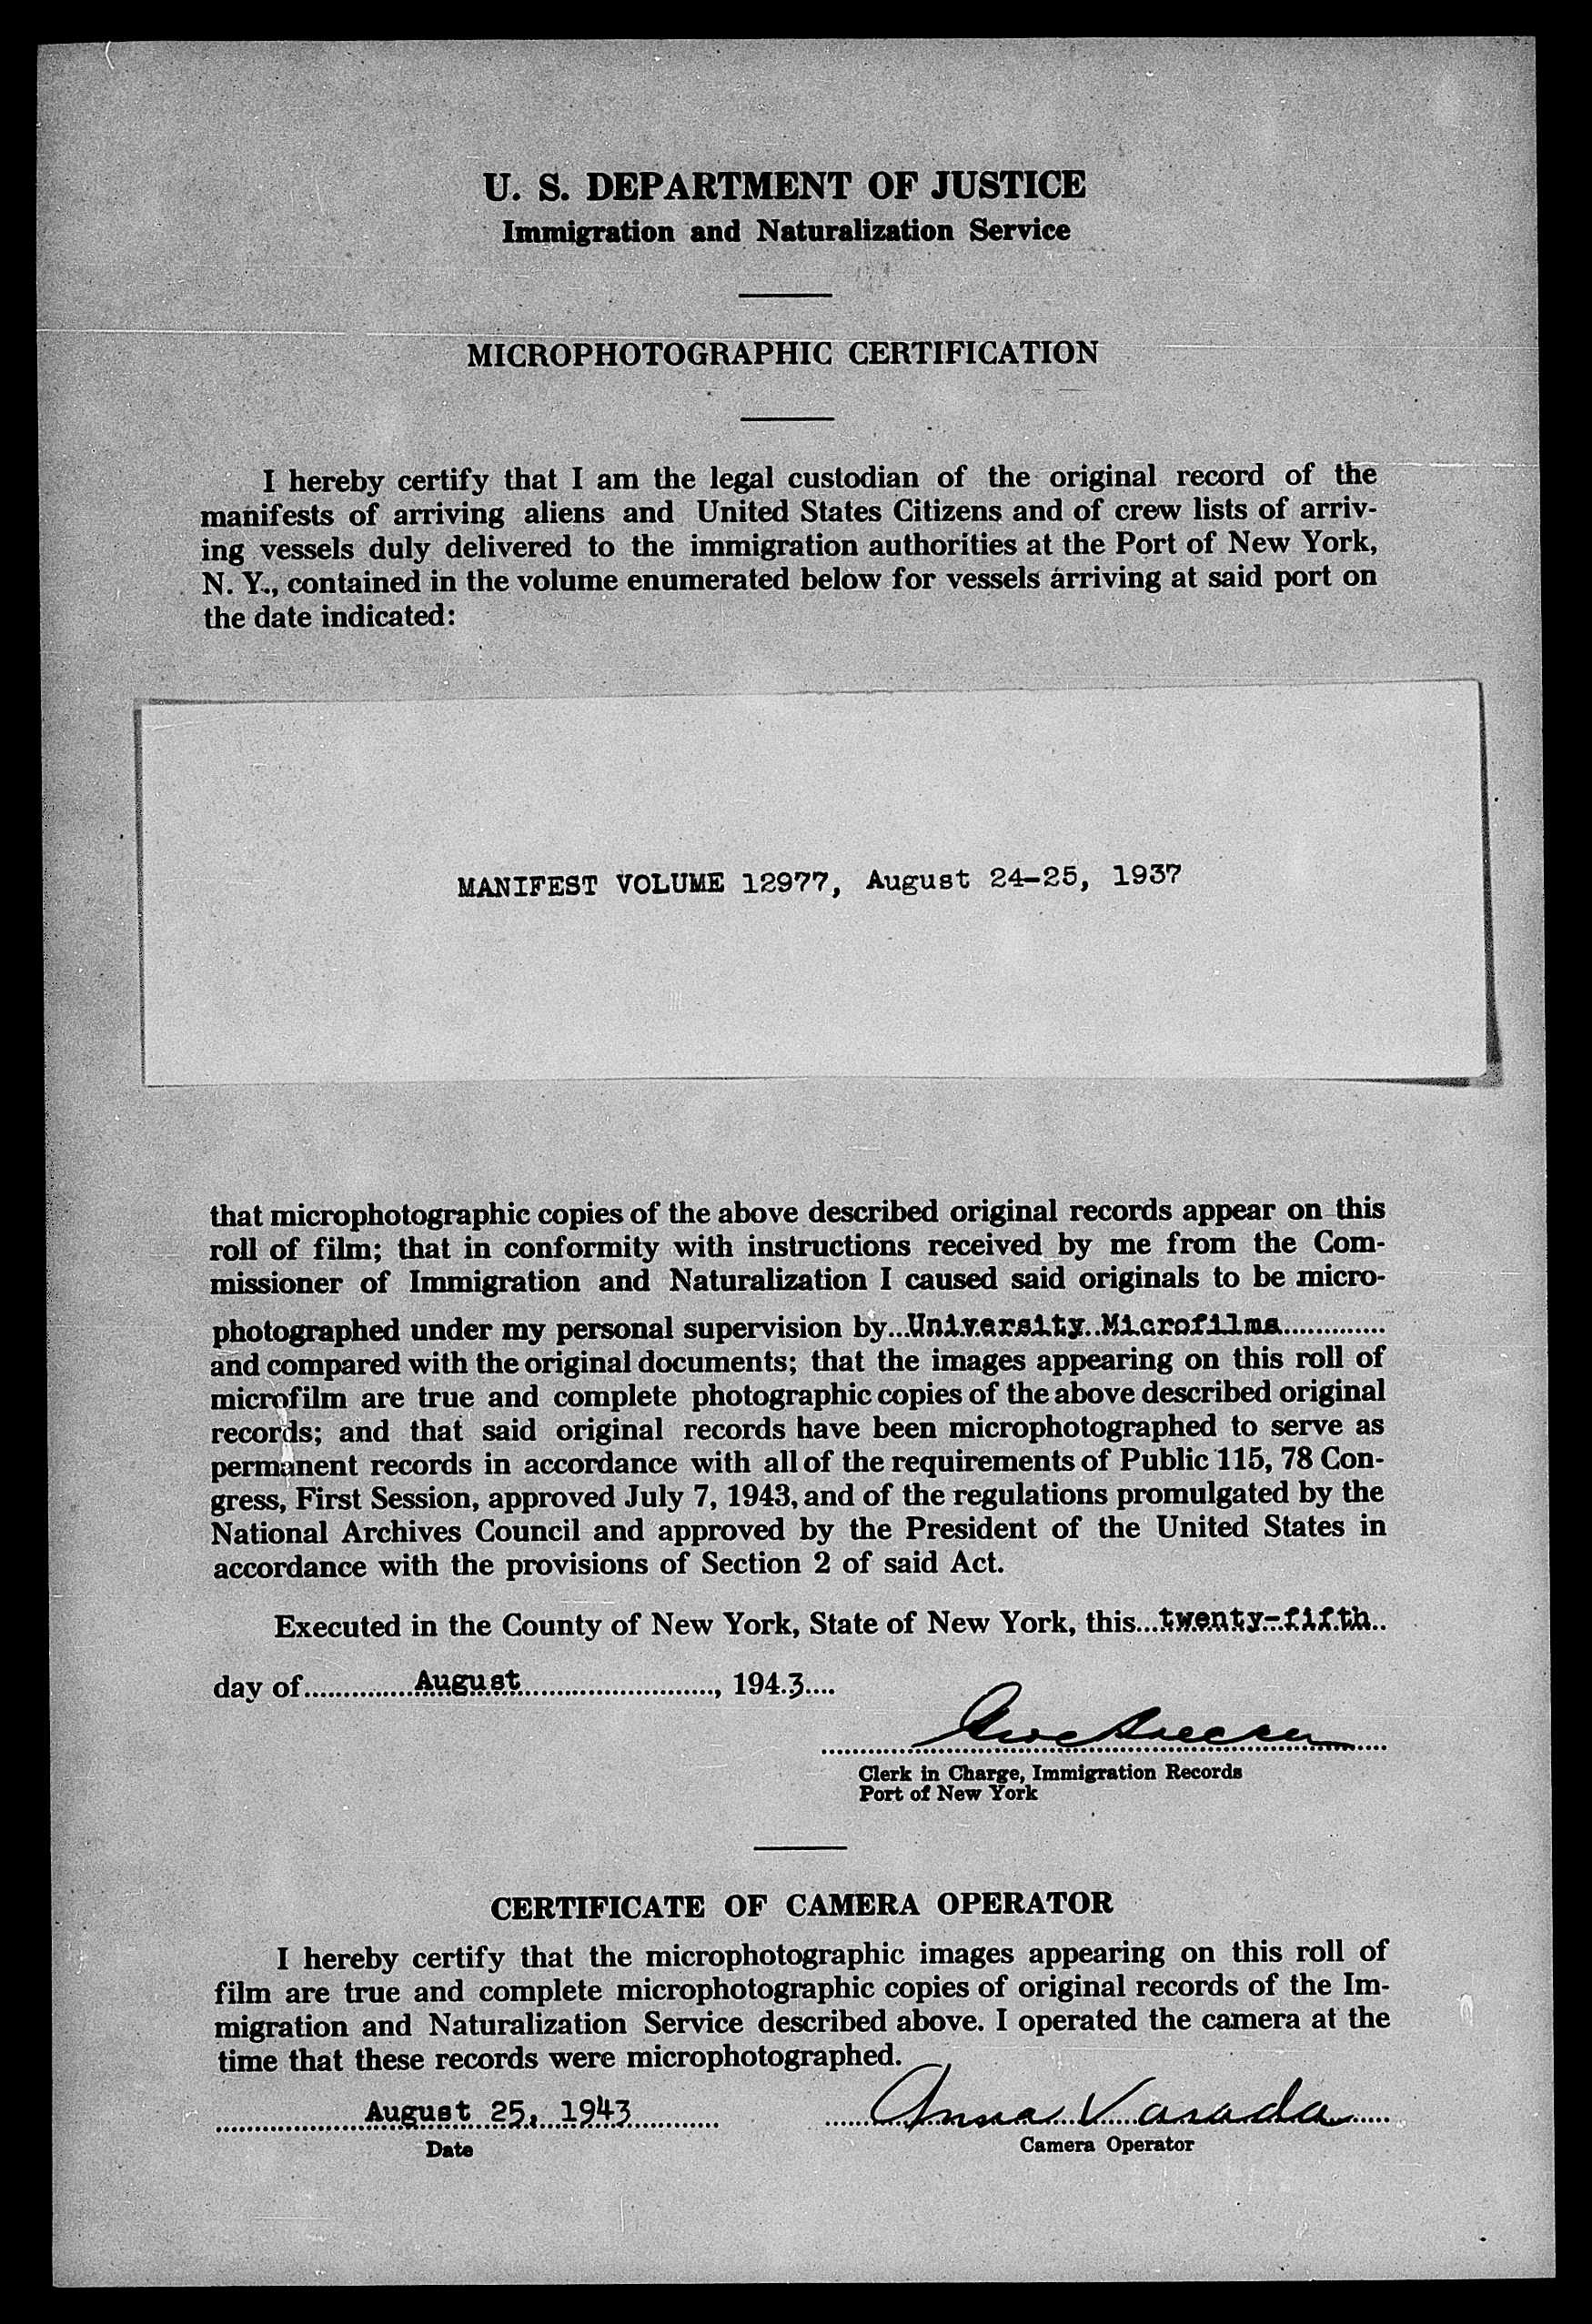 U. S. DEPARTMENT OF JUSTICE
Immigration and Naturalization Service
MICROPHOTOGRAPHIC CERTIFICATION
I hereby certify that I am the legal custodian of the original record of the
manifests of arriving aliens and United States Citizens and of crew lists of arriv-
ing vessels duly delivered to the immigration authorities at the Port of New York,
N. Y., contained in the volume enumerated below for vessels arriving at said port on
the date indicated:
MANIFEST VOLUME 12977, August 24-25, 1937
that microphotographic copies of the above described original records appear on this
roll of film; that in conformity with instructions received by me from the Com-
missioner of Immigration and Naturalization I caused said originals to be micro-
photographed under my personal supervision by...University Microfilms..............
and compared with the original documents; that the images appearing on this roll of
microfilm are true and complete photographic copies of the above described original
records; and that said original records have been microphotographed to serve as
permanent records in accordance with all of the requirements of Public 115, 78 Con-
gress, First Session, approved July 7, 1943, and of the regulations promulgated by the
National Archives Council and approved by the President of the United States in
accordance with the provisions of Section 2 of said Act.
Executed in the County of New York, State of New York, this...twenty-fifth..
day of..............August........................, 194.3....
Clerk in Charge, Immigration Records
Port of New York
CERTIFICATE OF CAMERA OPERATOR
I hereby certify that the microphotographic images appearing on this roll of
film are true and complete microphotographic copies of original records of the Im-
migration and Naturalization Service described above. I operated the camera at the
time that these records were microphotographed.
August 25, 1943
Anna Varada
Date
Camera Operator